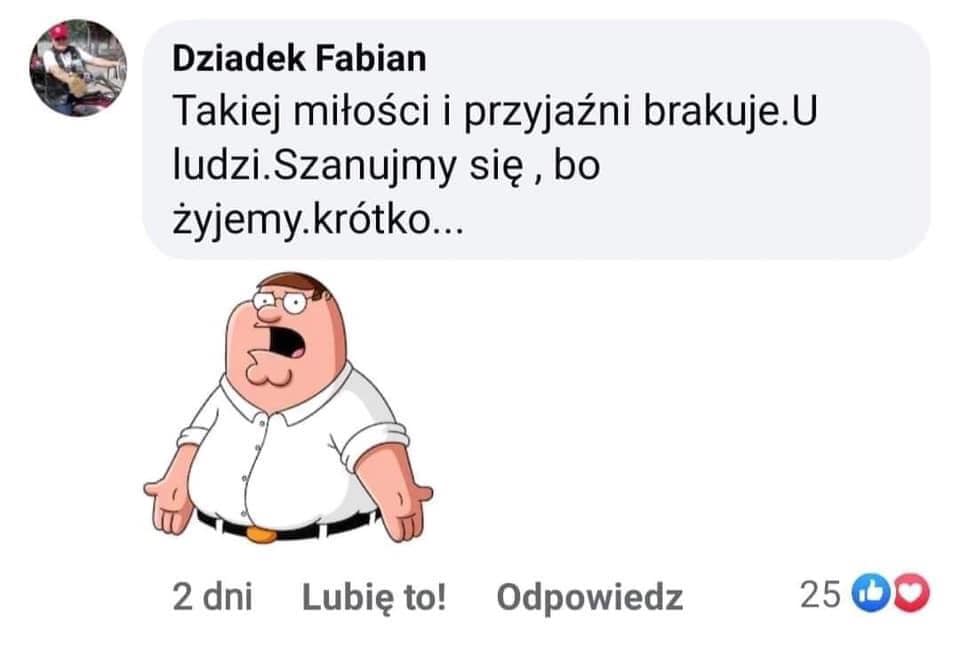 Dziadek Fabian
Takiej miłości i przyjaźni brakuje.U
ludzi.Szanujmy się , bo
żyjemy.krótko...
2 dni Lubię to! Odpowiedz 25